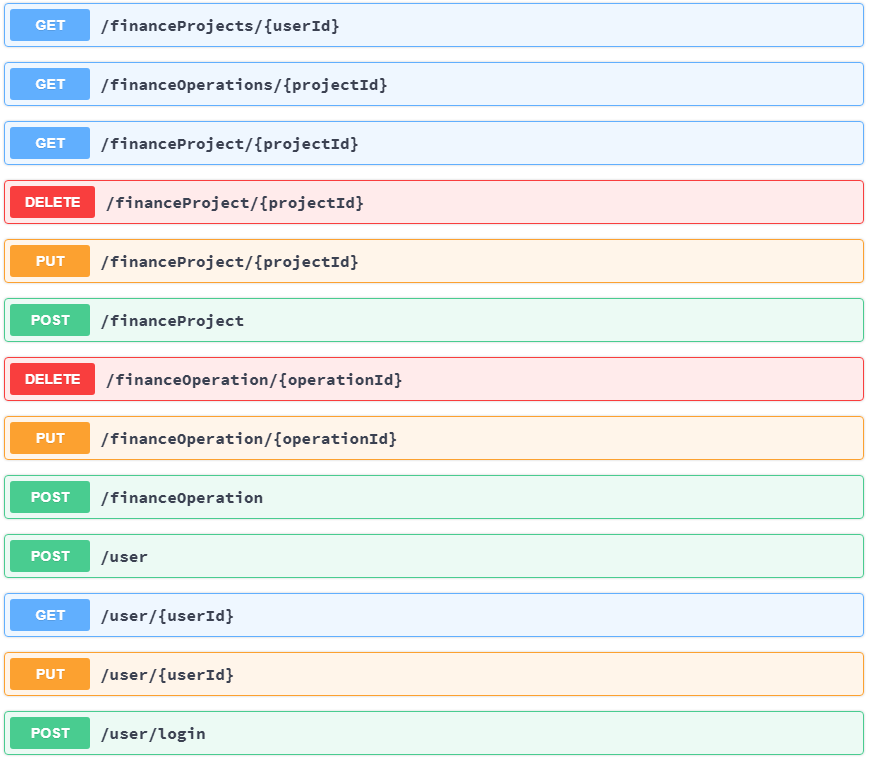 GET /financeProjects/{userId}
GET /financeOperations/{projectId}
GET /financeProject/{projectId}
DELETE /financeProject/{projectId}
PUT /financeProject/{projectId}
POST /financeProject
DELETE /financeOperation/{operationId}
PUT /financeOperation/{operationId}
POST /financeOperation
POST /user
GET /user/{userId}
PUT /user/{userId}
POST /user/login